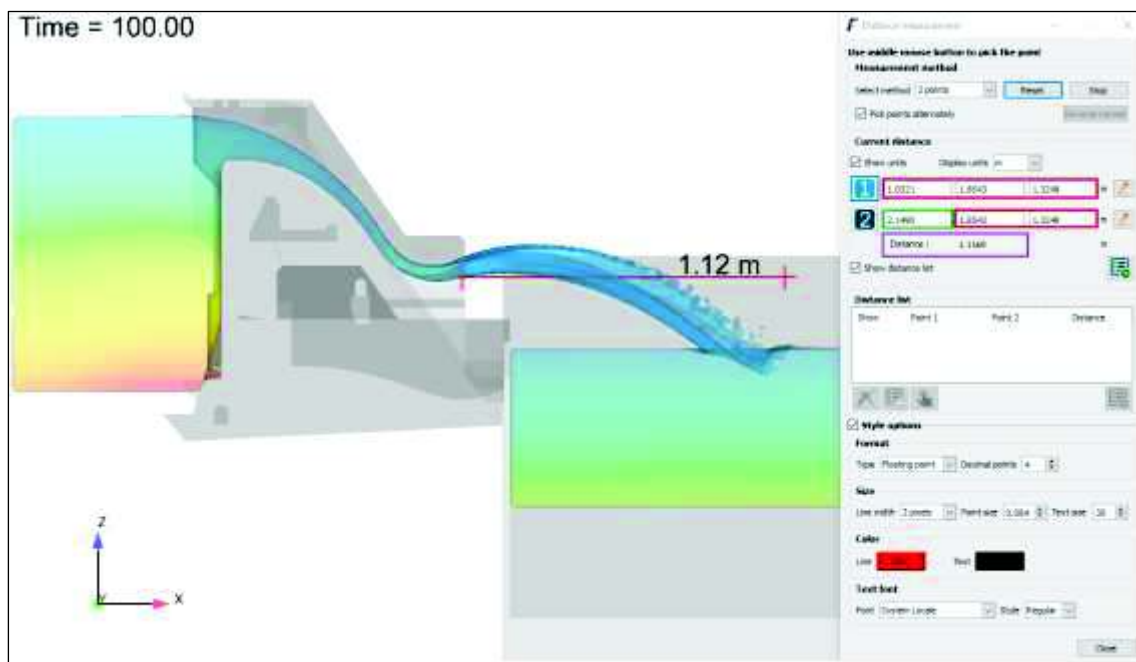 Time = 100.00
Distance measurement
Use middle mouse button to pick the point
Measurement method
Select method 2 points Reset Stop
Pick points alternately
Current distance
Show units Display units m
1
2
Distance : m
Show distance list
1.12 m
Distance list
Show Point 1 Point 2 Distance
Style options
Format
Type Floating point Decimal points 4
Size
Line width 2 pixels Point size Text size
Color
Line Text
Text font
Font System Locale Style Regular
Close
Z
Y
X